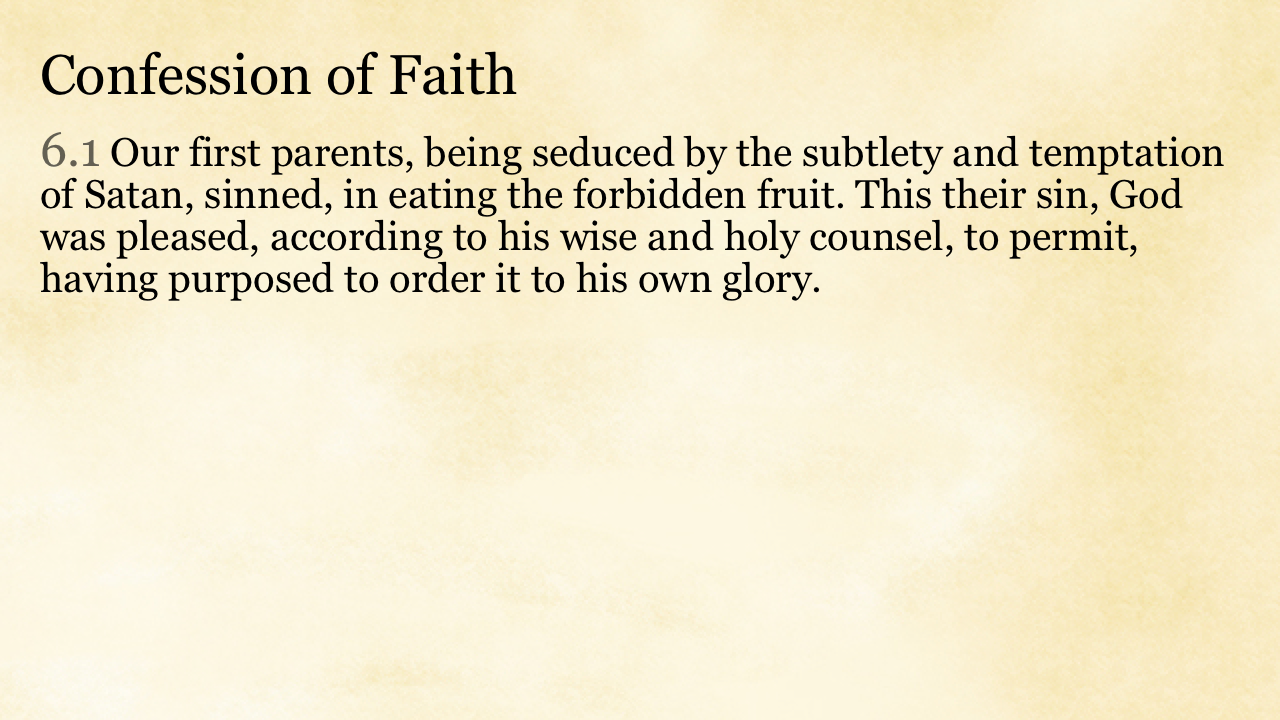 Confession of Faith
6.1 Our first parents, being seduced by the subtlety and temptation
of Satan, sinned, in eating the forbidden fruit. This their sin, God
was pleased, according to his wise and holy counsel, to permit,
having purposed to order it to his own glory.